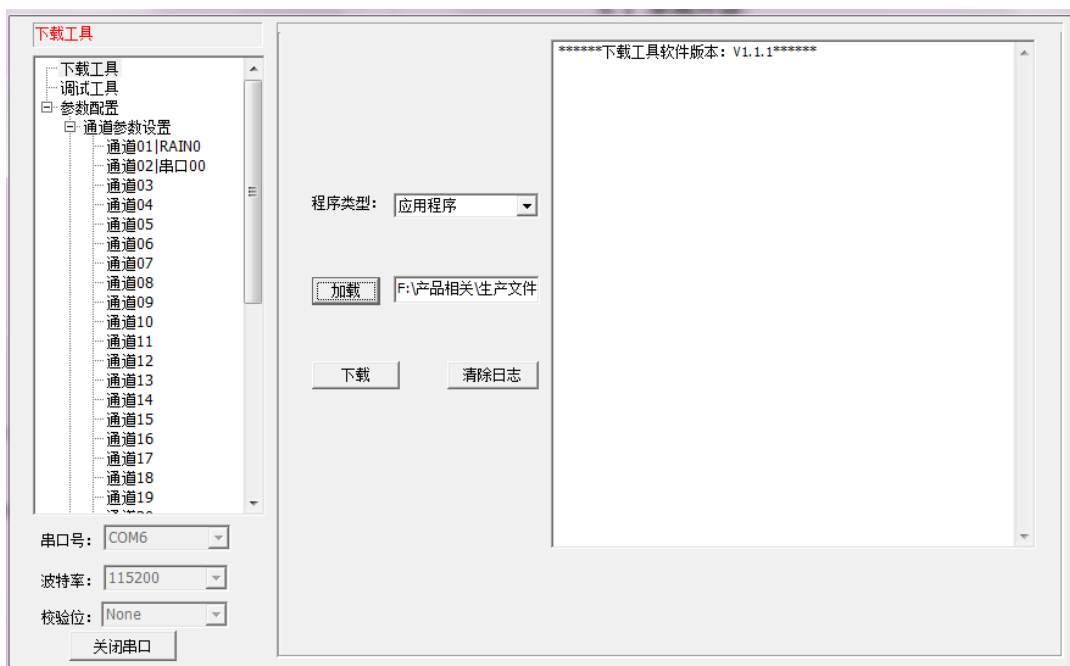 下载工具
下载工具
调试工具
参数配置
通道参数设置
通道01|RAIN0
通道02|串口00
通道03
通道04
通道05
通道06
通道07
通道08
通道09
通道10
通道11
通道12
通道13
通道14
通道15
通道16
通道17
通道18
通道19
串口号： COM6
波特率： 115200
校验位： None
关闭串口
程序类型： 应用程序
加载 F:\产品相关\生产文件
下载 清除日志
******下载工具软件版本：V1.1.1******